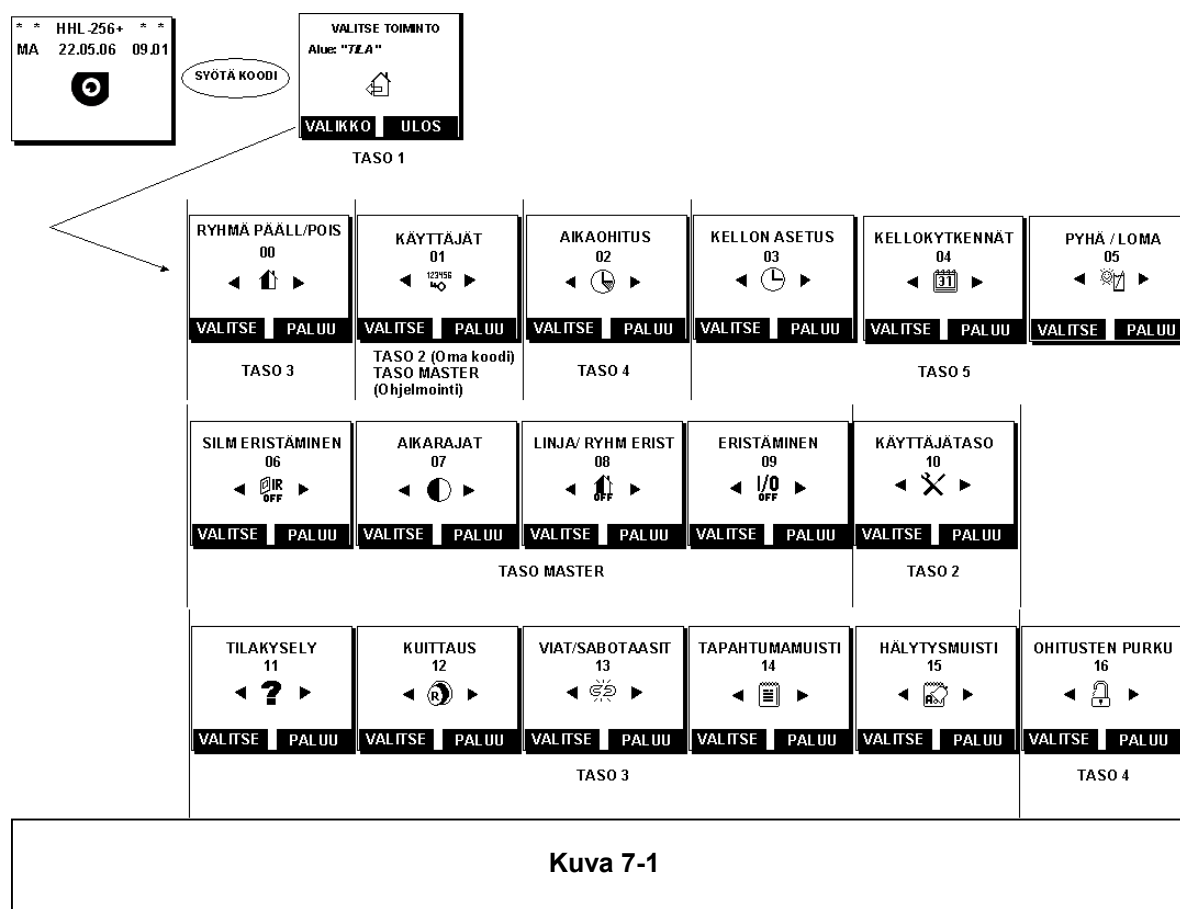 * * HHL-256+ * *
MA 22.05.06 09.01
SYÖTÄ KOODI
VALITSE TOIMINTO
Alue: "TILA"
VALIKKO ULOS
TASO 1
RYHMÄ PÄÄLL/POIS
00
VALITSE PALUU
TASO 3
KÄYTTÄJÄT
01
123456
VALITSE PALUU
TASO 2 (Oma koodi)
TASO MASTER
(Ohjelmointi)
AIKAOHITUS
02
VALITSE PALUU
TASO 4
KELLON ASETUS
03
VALITSE PALUU
KELLOKYTKENNÄT
04
31
VALITSE PALUU
PYHÄ / LOMA
05
VALITSE PALUU
TASO 5
SILM ERISTÄMINEN
06
IR
OFF
VALITSE PALUU
AIKARAJAT
07
VALITSE PALUU
LINJA/ RYHM ERIST
08
OFF
VALITSE PALUU
ERISTÄMINEN
09
I/O
OFF
VALITSE PALUU
TASO MASTER
KÄYTTÄJÄTASO
10
VALITSE PALUU
TASO 2
TILAKYSELY
11
?
VALITSE PALUU
KUITTAUS
12
R
VALITSE PALUU
VIAT/SABOTAASIT
13
VALITSE PALUU
TAPAHTUMAMUISTI
14
VALITSE PALUU
HÄLYTYSMUISTI
15
VALITSE PALUU
TASO 3
OHITUSTEN PURKU
16
VALITSE PALUU
TASO 4
Kuva 7-1